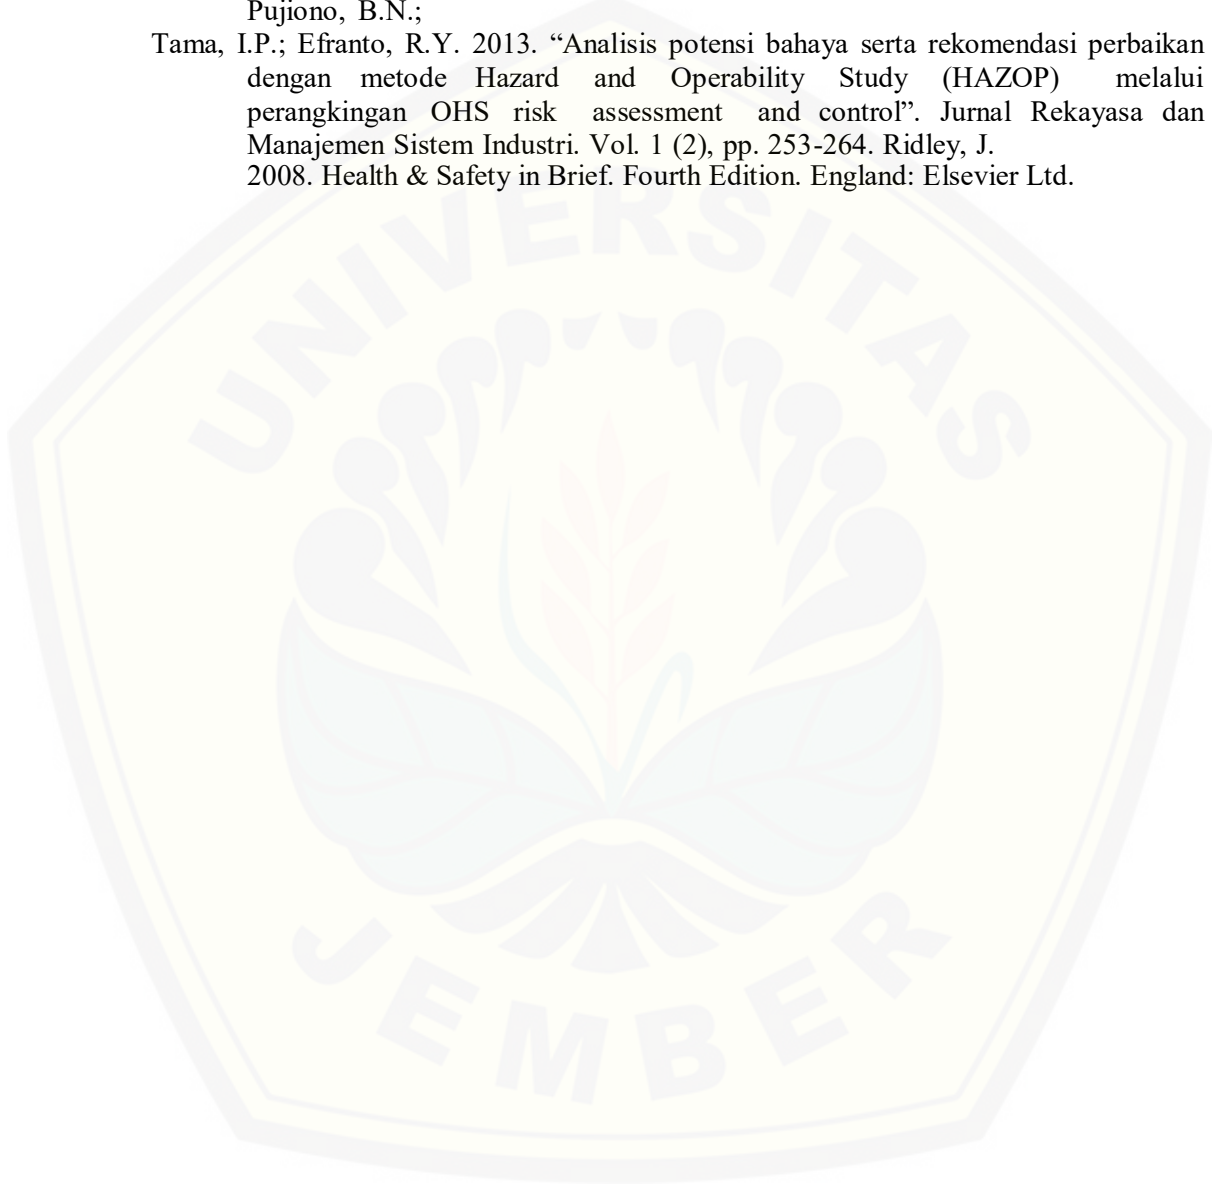 Pujiono, B.N.;
Tama, I.P.; Efranto, R.Y. 2013. “Analisis potensi bahaya serta rekomendasi perbaikan
dengan metode Hazard and Operability Study (HAZOP) melalui
perangkingan OHS risk assessment and control”. Jurnal Rekayasa dan
Manajemen Sistem Industri. Vol. 1 (2), pp. 253-264. Ridley, J.
2008. Health & Safety in Brief. Fourth Edition. England: Elsevier Ltd.
UNIVERSITAS
JEMBER